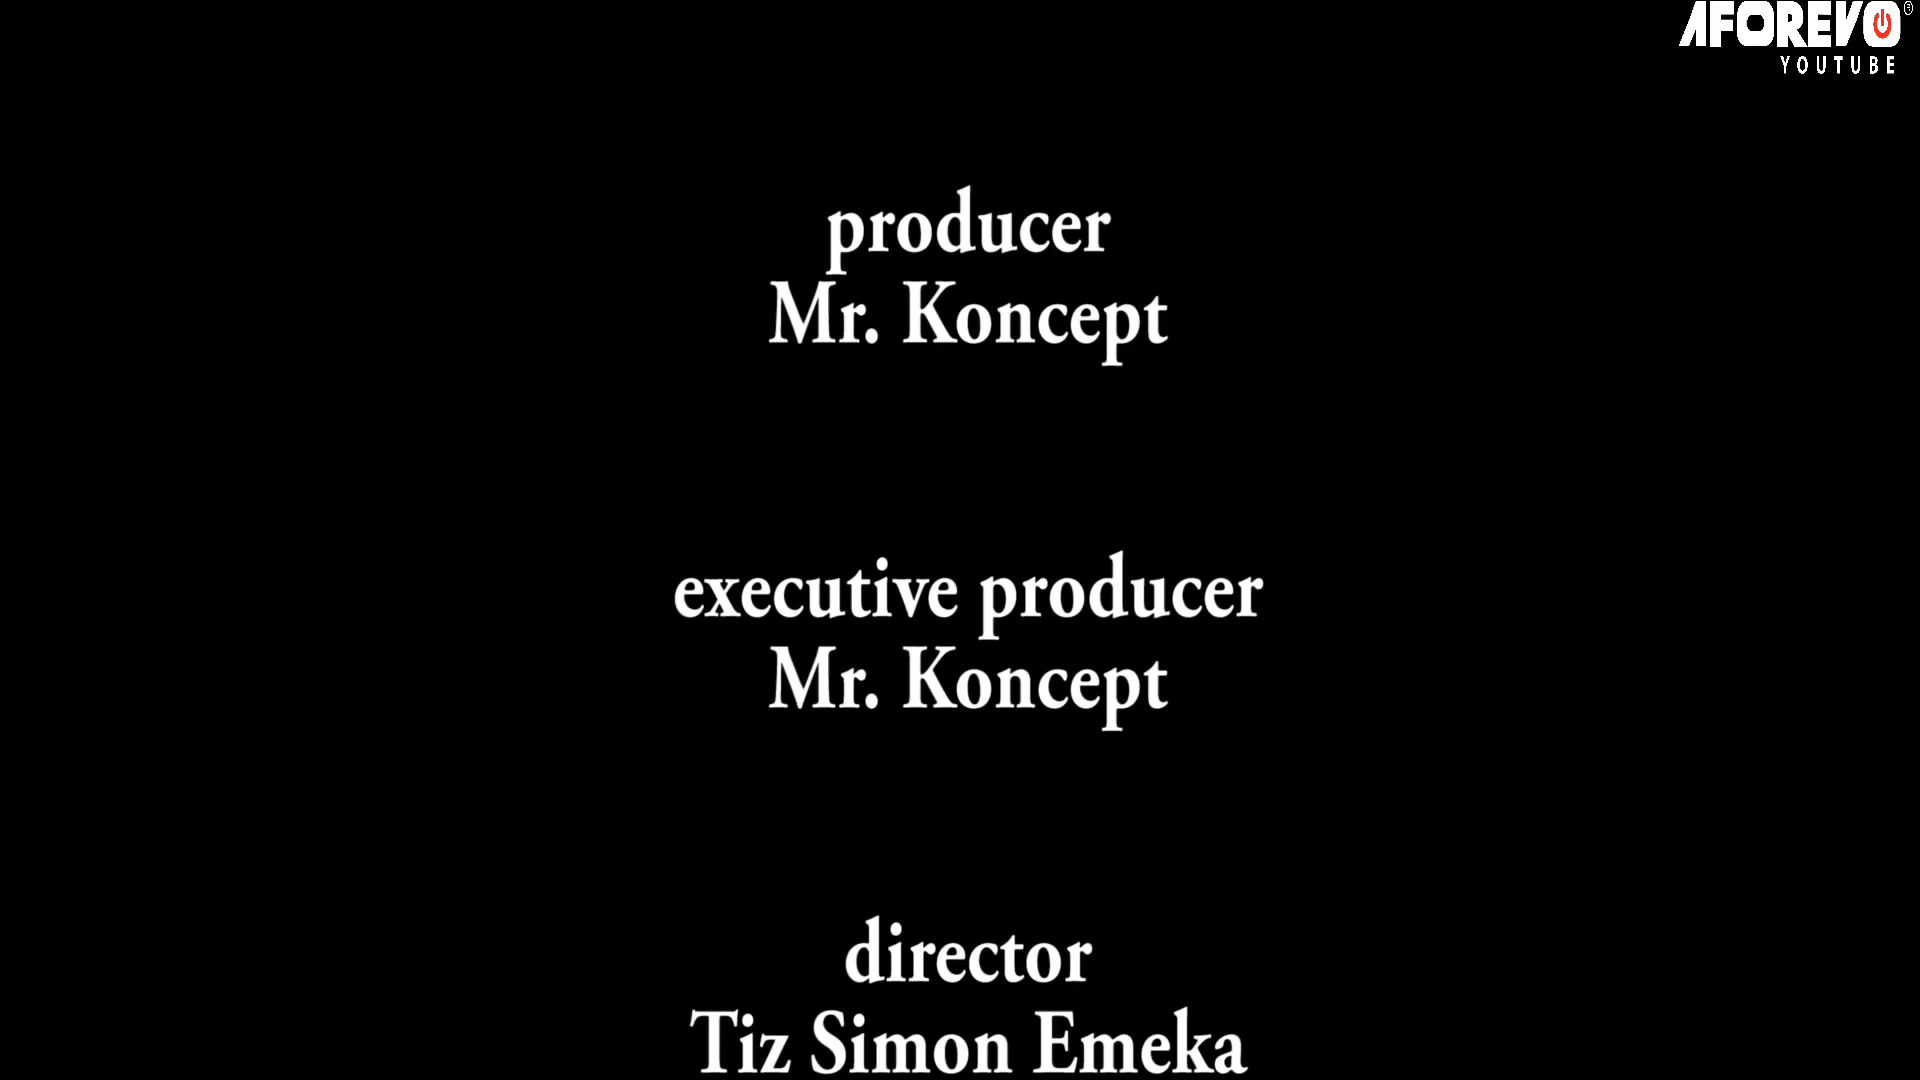 AFOREVO
YOUTUBE
producer
Mr. Koncept
executive producer
Mr. Koncept
director
Tiz Simon Emeka